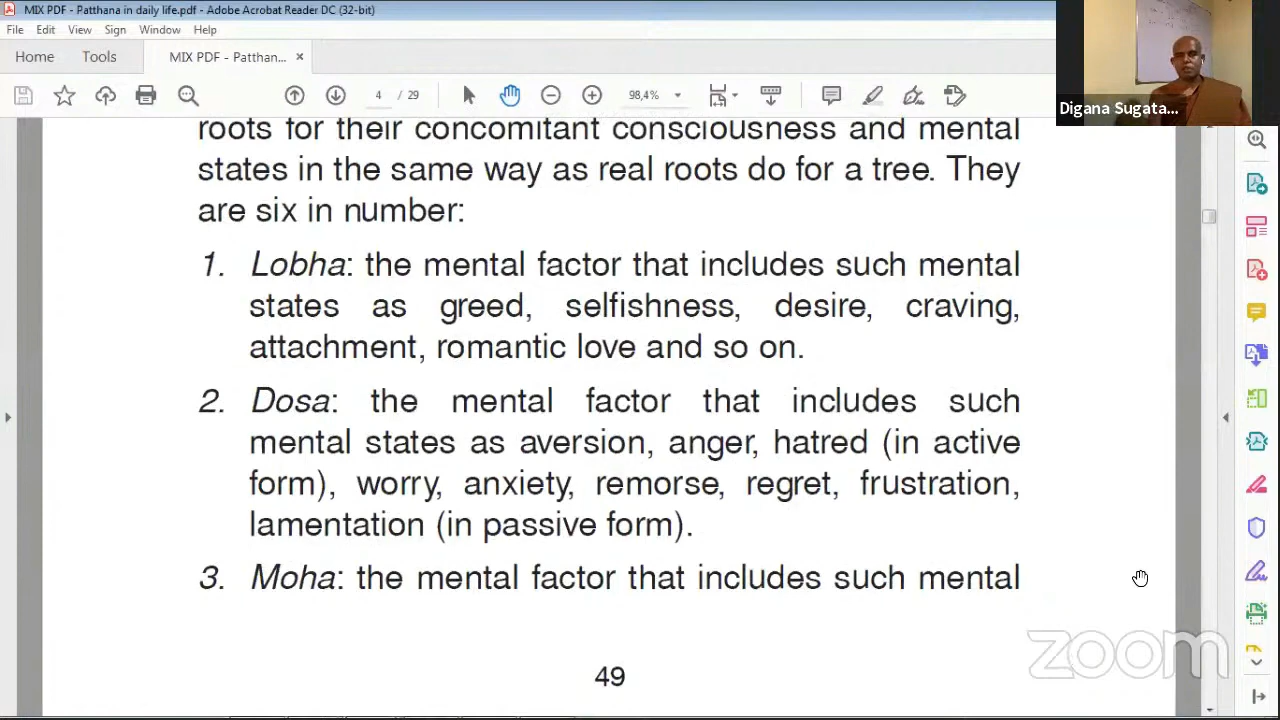 MIX PDF - Patthana in daily life.pdf - Adobe Acrobat Reader DC (32-bit)
File Edit View Sign Window Help
Home Tools MIX PDF - Patthan... ×
4 / 29 98,4%
Digana Sugata...
roots for their concomitant consciousness and mental
states in the same way as real roots do for a tree. They
are six in number:
1. Lobha: the mental factor that includes such mental
states as greed, selfishness, desire, craving,
attachment, romantic love and so on.
2. Dosa: the mental factor that includes such
mental states as aversion, anger, hatred (in active
form), worry, anxiety, remorse, regret, frustration,
lamentation (in passive form).
3. Moha: the mental factor that includes such mental
49
zoom